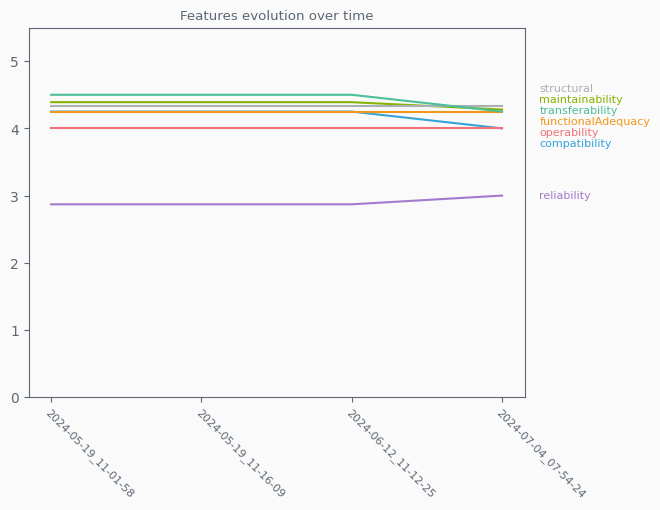 Features evolution over time
5
4
3
2
1
0
structural
maintainability
transferability
functionalAdequacy
operability
compatibility
reliability
2024-05-19_11-01-58
2024-05-19_11-16-09
2024-06-12_11-12-25
2024-07-04_07-54-24